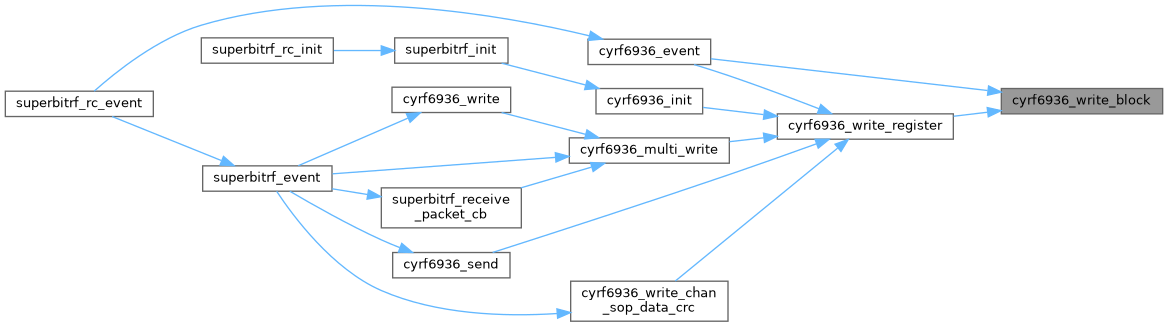 superbitrf_rc_init
superbitrf_init
cyrf6936_event
superbitrf_rc_event
cyrf6936_write
cyrf6936_init
cyrf6936_write_block
cyrf6936_write_register
cyrf6936_multi_write
superbitrf_event
superbitrf_receive
_packet_cb
cyrf6936_send
cyrf6936_write_chan
_sop_data_crc